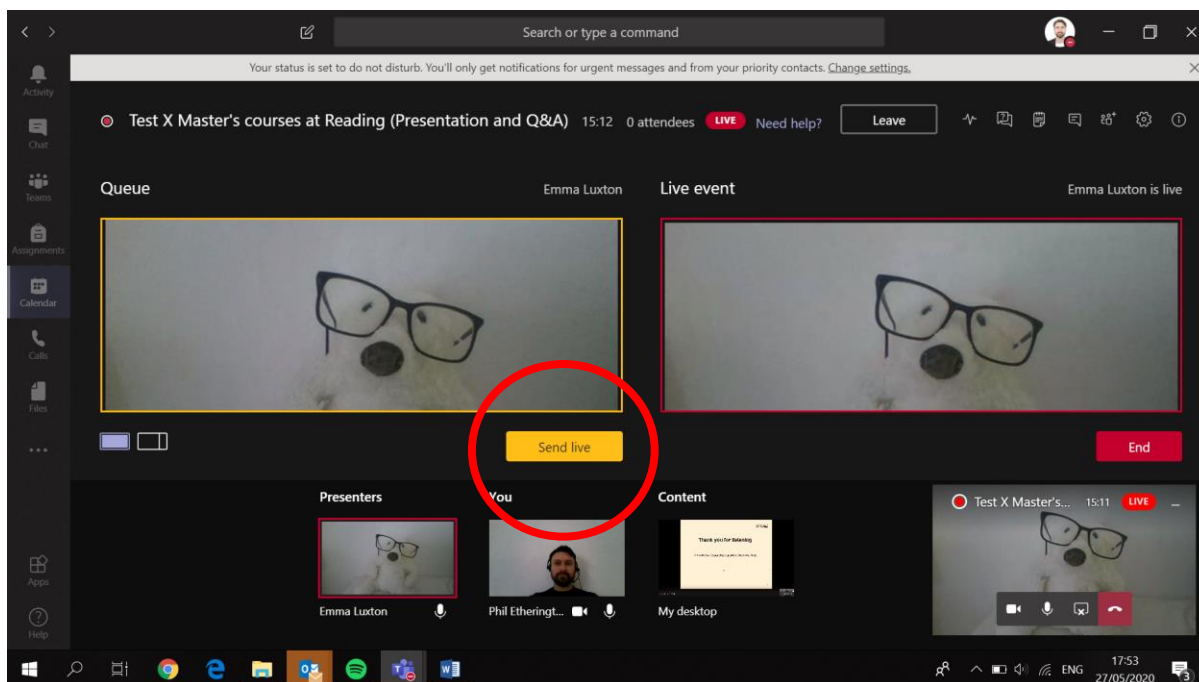 Search or type a command
Your status is set to do not disturb. You'll only get notifications for urgent messages and from your priority contacts. Change settings.
Activity
Chat
Teams
Assignments
Calendar
Calls
Files
Apps
Help
Test X Master's courses at Reading (Presentation and Q&A) 15:12 0 attendees LIVE Need help? Leave
Queue Emma Luxton Live event Emma Luxton is live
Send live End
Presenters You Content
Test X Master's... 15:11 LIVE
Thank you for listening
Emma Luxton Phil Etheringt... My desktop
ENG 17:53
27/05/2020 3